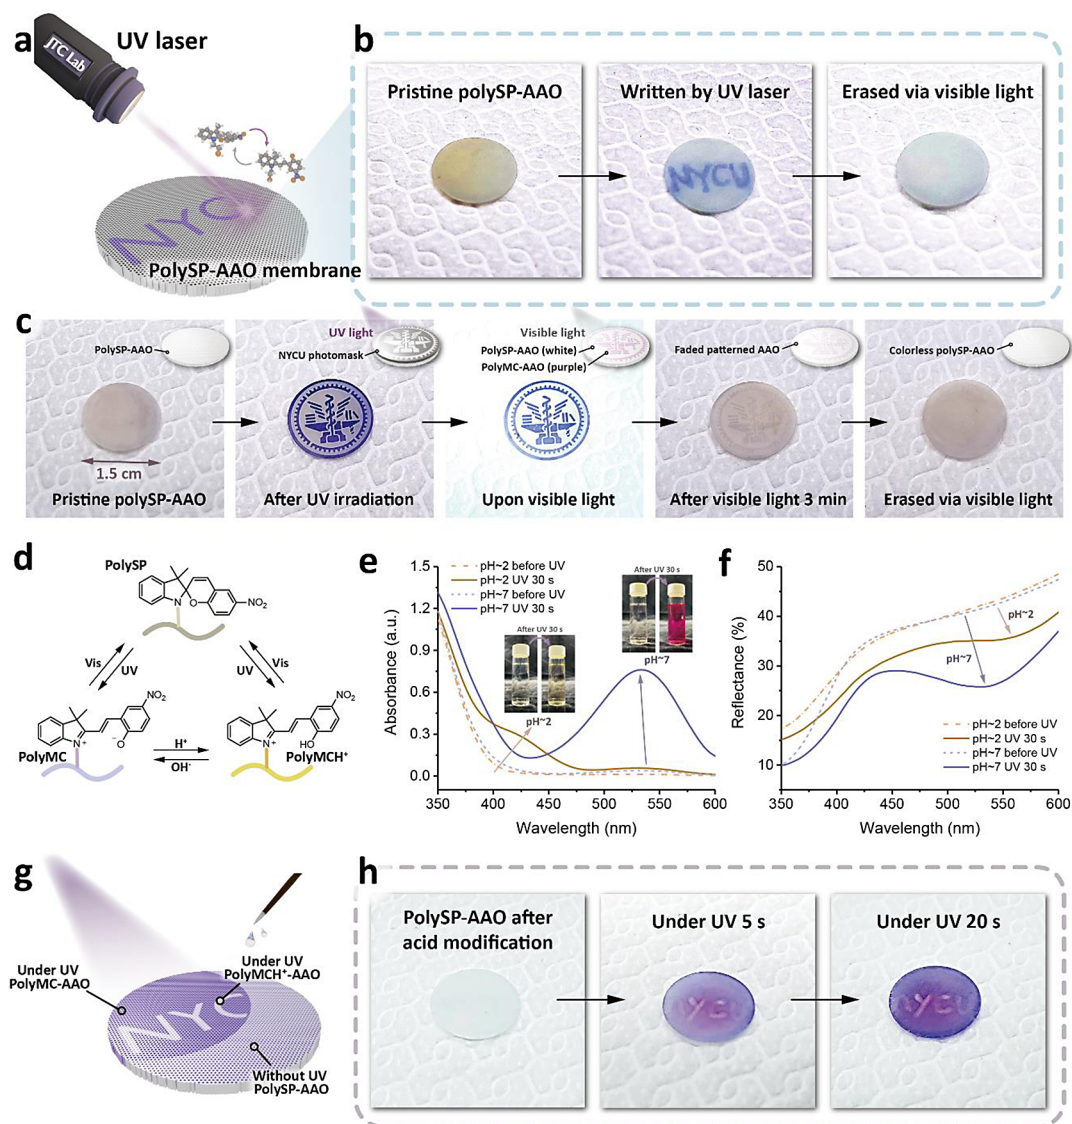 a
UV laser
JTC Lab
NYC
PolySP-AAO membrane
b
Pristine polySP-AAO
Written by UV laser
NYCU
Erased via visible light
c
PolySP-AAO
1.5 cm
Pristine polySP-AAO
UV light
NYCU photomask
After UV irradiation
Visible light
PolySP-AAO (white)
PolyMC-AAO (purple)
Upon visible light
Faded patterned AAO
After visible light 3 min
Colorless polySP-AAO
Erased via visible light
d
PolySP
N
O
NO₂
Vis
UV
UV
Vis
NO₂
N⁺
O⁻
PolyMC
H⁺
OH⁻
NO₂
N⁺
HO
PolyMCH⁺
e
1.5
1.2
0.9
0.6
0.3
0.0
Absorbance (a.u.)
pH~2 before UV
pH~2 UV 30 s
pH~7 before UV
pH~7 UV 30 s
After UV 30 s
pH~2
After UV 30 s
pH~7
350 400 450 500 550 600
Wavelength (nm)
f
50
40
30
20
10
Reflectance (%)
pH~2
pH~7
pH~2 before UV
pH~2 UV 30 s
pH~7 before UV
pH~7 UV 30 s
350 400 450 500 550 600
Wavelength (nm)
g
Under UV
PolyMC-AAO
Under UV
PolyMCH⁺-AAO
NYC
Without UV
PolySP-AAO
h
PolySP-AAO after
acid modification
Under UV 5 s
YC
Under UV 20 s
NYCU